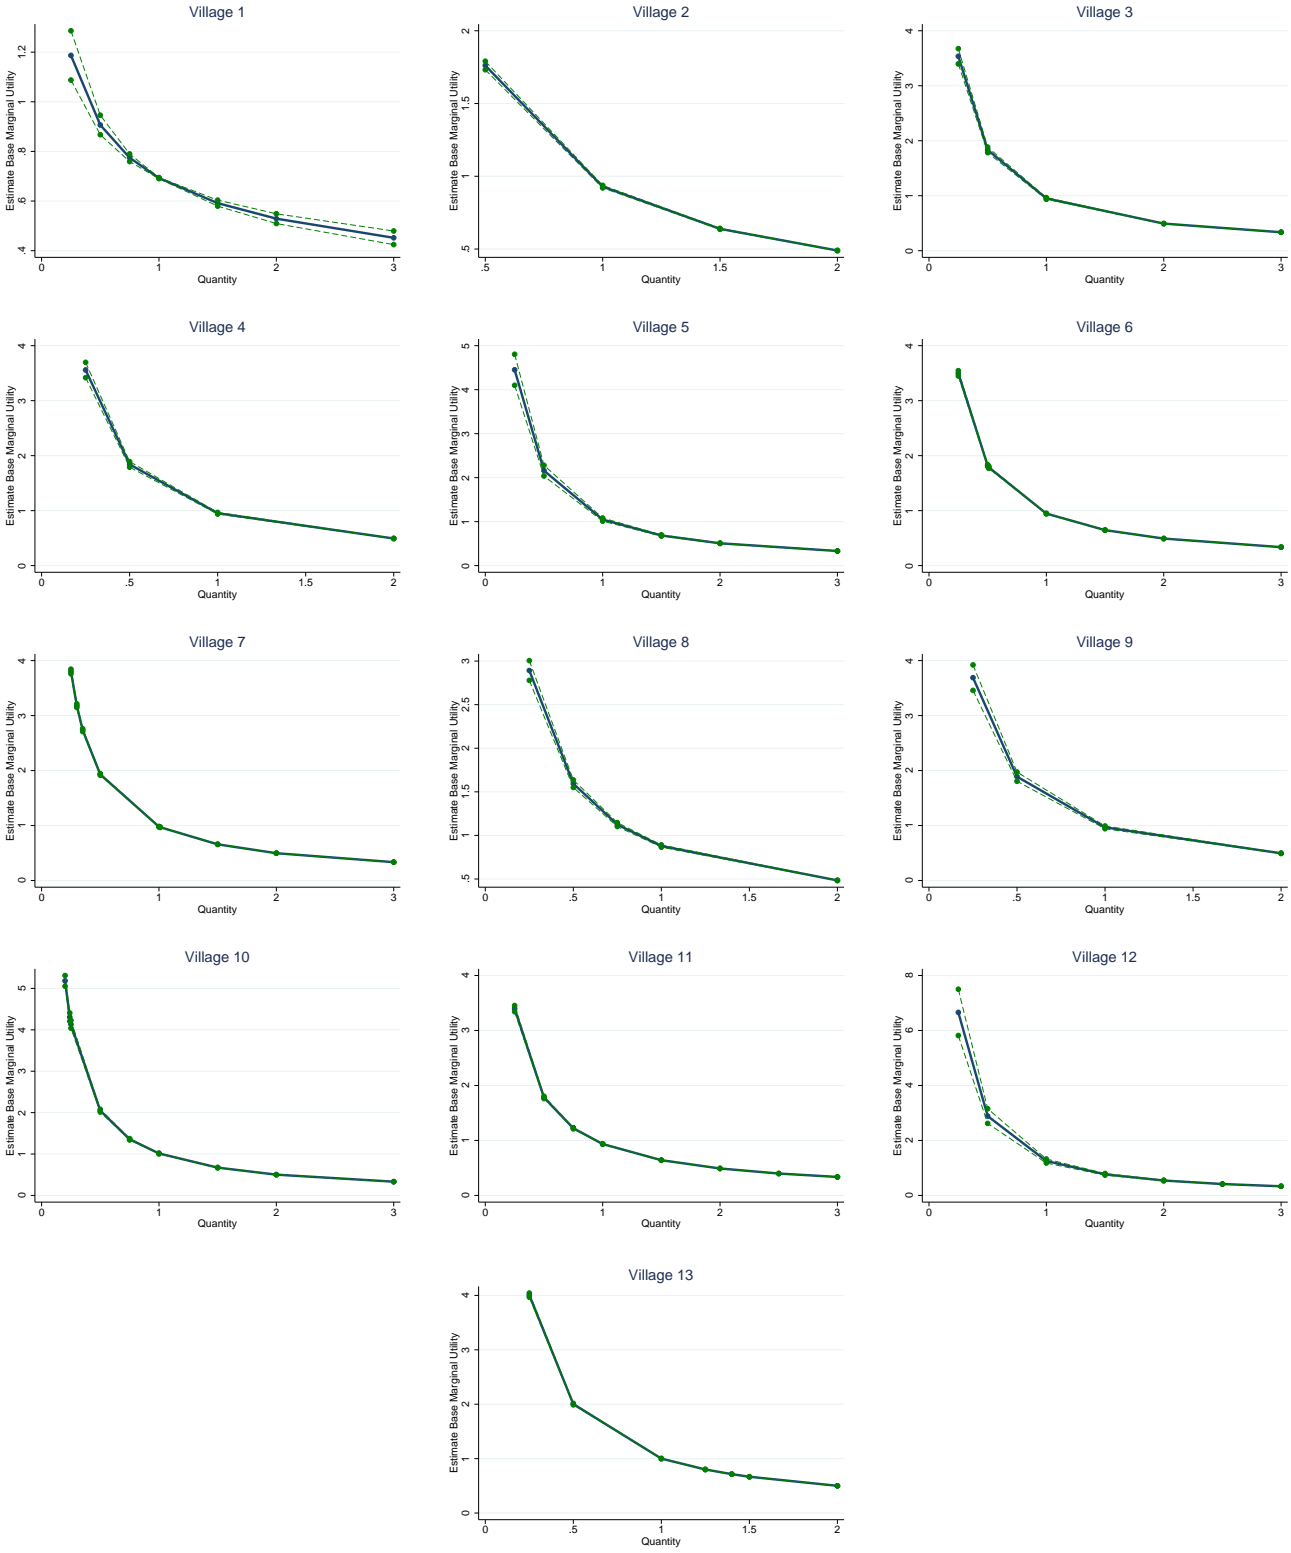 Village 1
Estimate Base Marginal Utility
.4 .6 .8 1 1.2
0 1 2 3
Quantity
Village 2
Estimate Base Marginal Utility
.5 1 1.5 2
.5 1 1.5 2
Quantity
Village 3
Estimate Base Marginal Utility
0 1 2 3 4
0 1 2 3
Quantity
Village 4
Estimate Base Marginal Utility
0 1 2 3 4
0 .5 1 1.5 2
Quantity
Village 5
Estimate Base Marginal Utility
0 1 2 3 4 5
0 1 2 3
Quantity
Village 6
Estimate Base Marginal Utility
0 1 2 3 4
0 1 2 3
Quantity
Village 7
Estimate Base Marginal Utility
0 1 2 3 4
0 1 2 3
Quantity
Village 8
Estimate Base Marginal Utility
.5 1 1.5 2 2.5 3
0 .5 1 1.5 2
Quantity
Village 9
Estimate Base Marginal Utility
0 1 2 3 4
0 .5 1 1.5 2
Quantity
Village 10
Estimate Base Marginal Utility
0 1 2 3 4 5
0 1 2 3
Quantity
Village 11
Estimate Base Marginal Utility
0 1 2 3 4
0 1 2 3
Quantity
Village 12
Estimate Base Marginal Utility
0 2 4 6 8
0 1 2 3
Quantity
Village 13
Estimate Base Marginal Utility
0 1 2 3 4
0 .5 1 1.5 2
Quantity